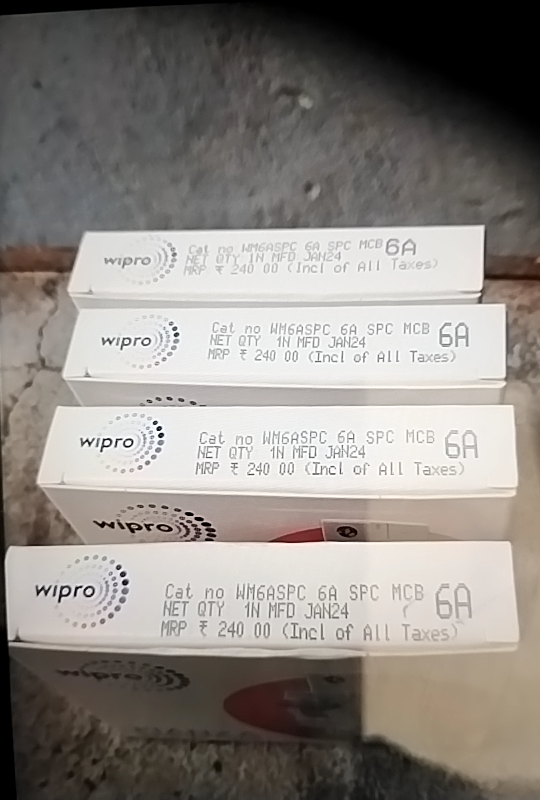 wipro
Cat no WM6ASPC 6A SPC MCB 6A
NET QTY 1N MFD JAN24
MRP ₹ 240 00 (Incl of All Taxes)
wipro
Cat no WM6ASPC 6A SPC MCB 6A
NET QTY 1N MFD JAN24
MRP ₹ 240 00 (Incl of All Taxes)
wipro
Cat no WM6ASPC 6A SPC MCB 6A
NET QTY 1N MFD JAN24
MRP ₹ 240 00 (Incl of All Taxes)
wipro
wipro
Cat no WM6ASPC 6A SPC MCB 6A
NET QTY 1N MFD JAN24
MRP ₹ 240 00 (Incl of All Taxes)
wipro